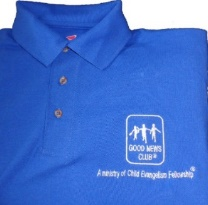 GOOD NEWS
CLUB®
A ministry of Child Evangelism Fellowship®